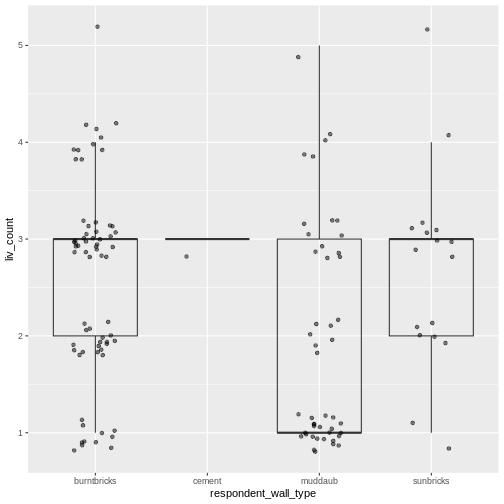 5
4
3
2
1
liv_count
burntbricks cement muddaub sunbricks
respondent_wall_type